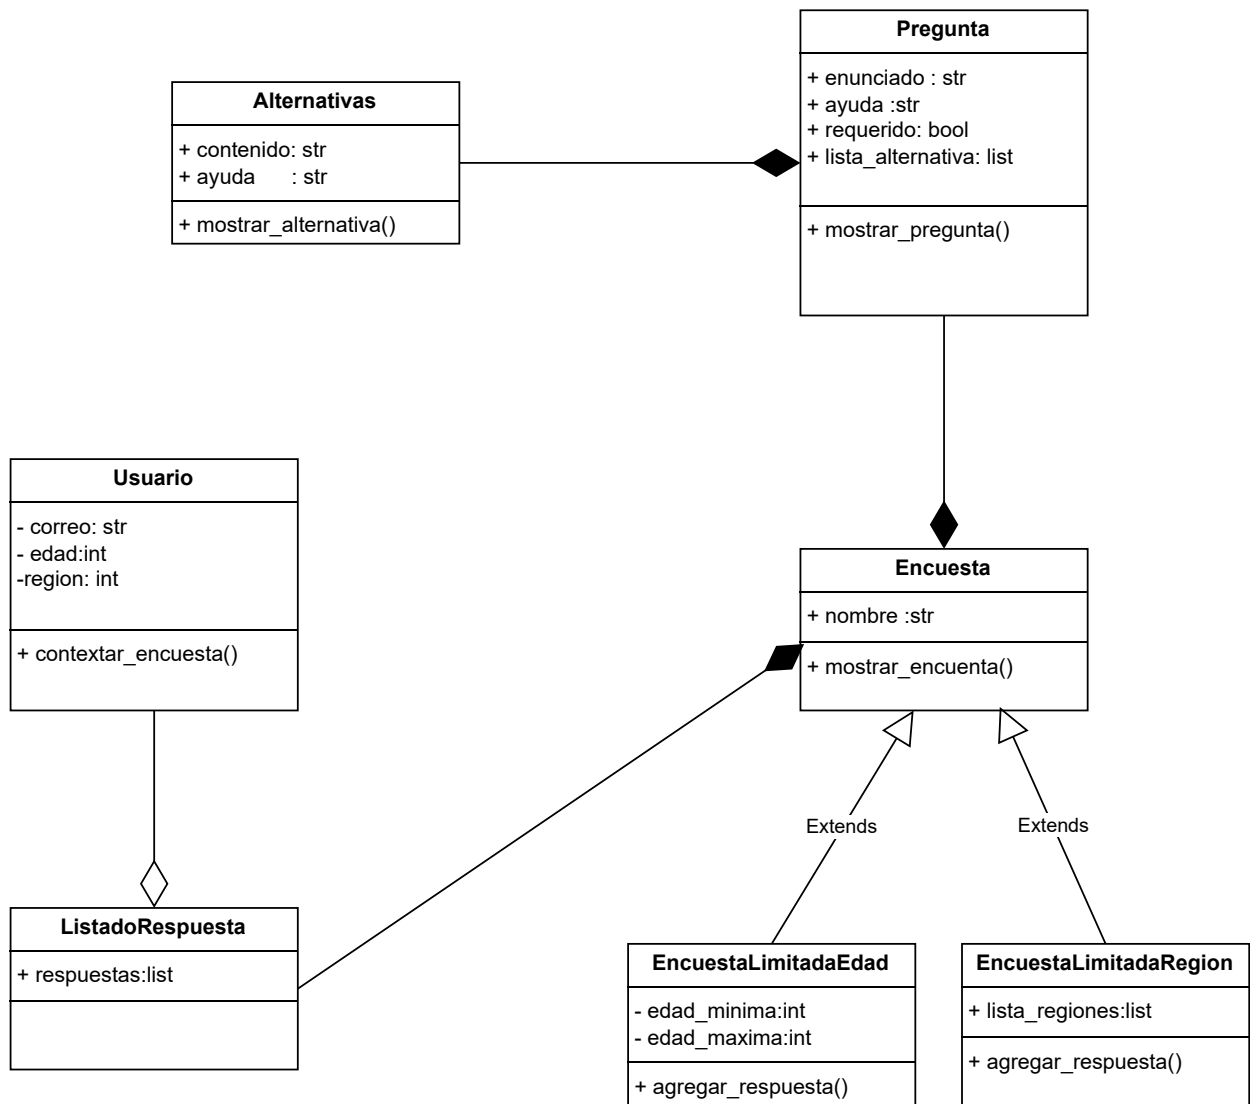 Pregunta
+ enunciado : str
+ ayuda :str
+ requerido: bool
+ lista_alternativa: list
+ mostrar_pregunta()
Alternativas
+ contenido: str
+ ayuda      : str
+ mostrar_alternativa()
Usuario
- correo: str
- edad:int
-region: int
+ contextar_encuesta()
Encuesta
+ nombre :str
+ mostrar_encuenta()
Extends
Extends
ListadoRespuesta
+ respuestas:list
EncuestaLimitadaEdad
- edad_minima:int
- edad_maxima:int
+ agregar_respuesta()
EncuestaLimitadaRegion
+ lista_regiones:list
+ agregar_respuesta()